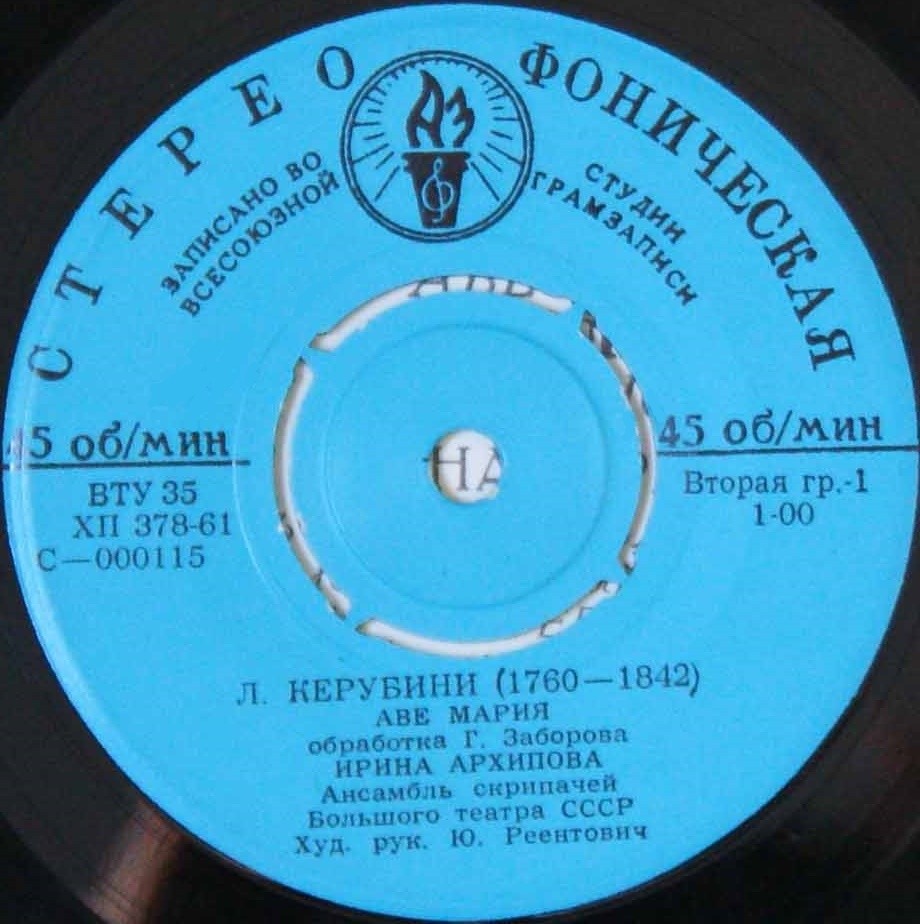 СТЕРЕОФОНИЧЕСКАЯ
ДЗ
ЗАПИСАНО ВО
ВСЕСОЮЗНОЙ
СТУДИИ
ГРАМЗАПИСИ
45 об/мин
45 об/мин
ВТУ 35
ХП 378-61
С—000115
Вторая гр.-1
1-00
НА
Л. КЕРУБИНИ (1760—1842)
АВЕ МАРИЯ
обработка Г. Заборова
ИРИНА АРХИПОВА
Ансамбль скрипачей
Большого театра СССР
Худ. рук. Ю. Реентович